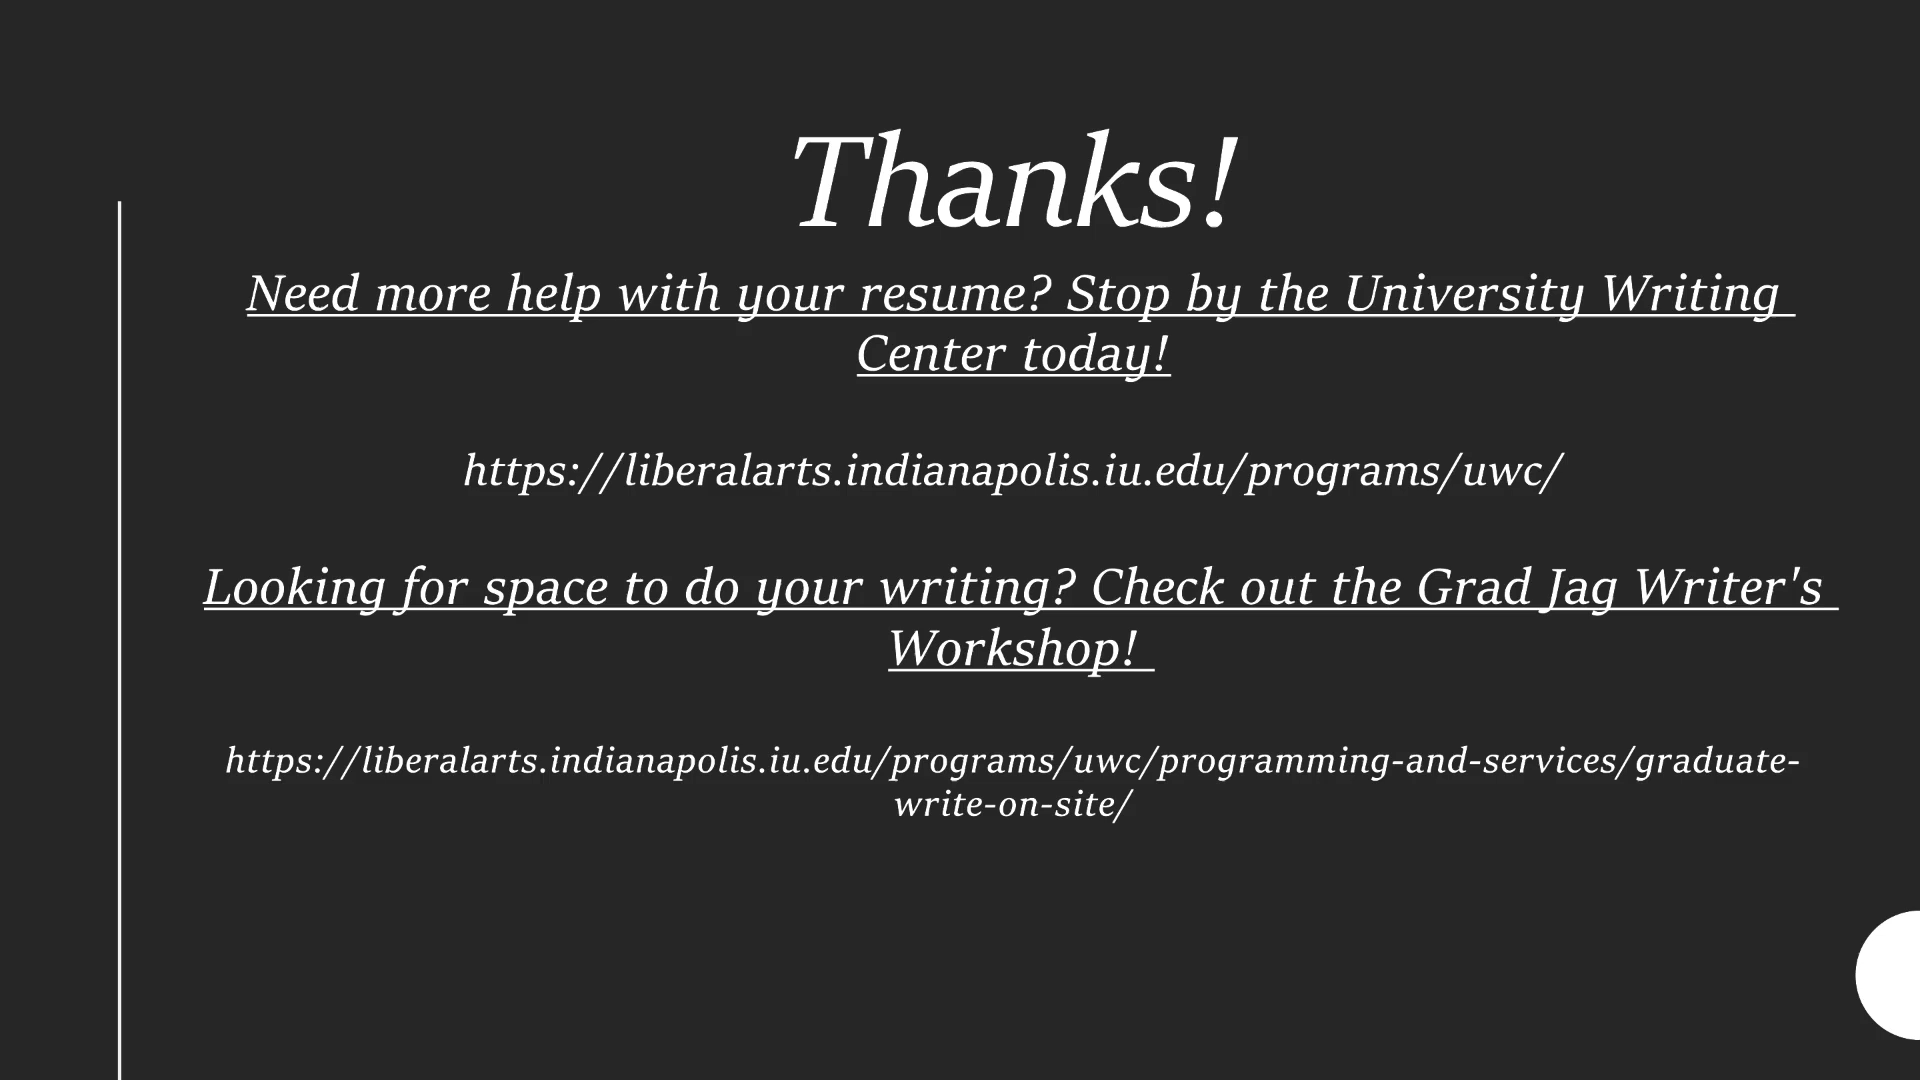 Thanks!
Need more help with your resume? Stop by the University Writing
Center today!
https://liberalarts.indianapolis.iu.edu/programs/uwc/
Looking for space to do your writing? Check out the Grad Jag Writer's
Workshop!
https://liberalarts.indianapolis.iu.edu/programs/uwc/programming-and-services/graduate-
write-on-site/